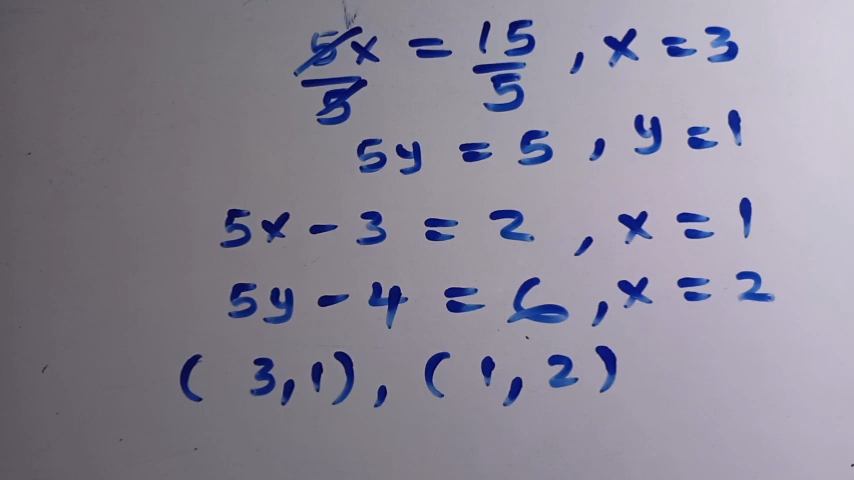 5x/5 = 15/5 , x = 3
5y = 5 , y = 1
5x - 3 = 2 , x = 1
5y - 4 = 6 , x = 2
( 3,1) , ( 1, 2 )